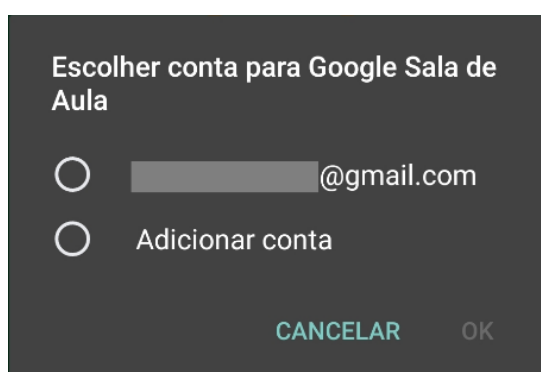 Escolher conta para Google Sala de
Aula
@gmail.com
Adicionar conta
CANCELAR OK